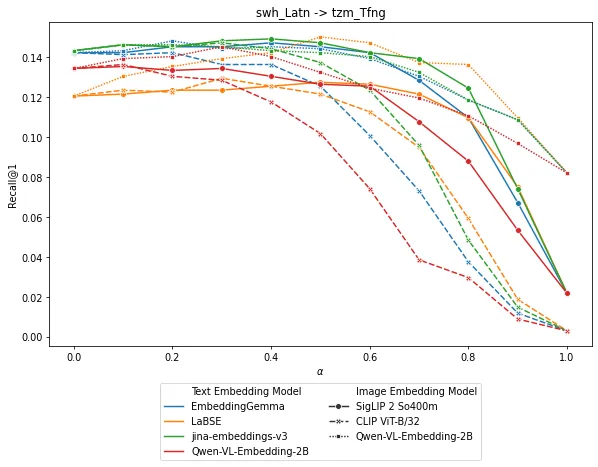 swh_Latn -> tzm_Tfng
Recall@1
0.14
0.12
0.10
0.08
0.06
0.04
0.02
0.00
0.0 0.2 0.4 0.6 0.8 1.0
α
Text Embedding Model
EmbeddingGemma
LaBSE
jina-embeddings-v3
Qwen-VL-Embedding-2B
Image Embedding Model
SigLIP 2 So400m
CLIP ViT-B/32
Qwen-VL-Embedding-2B